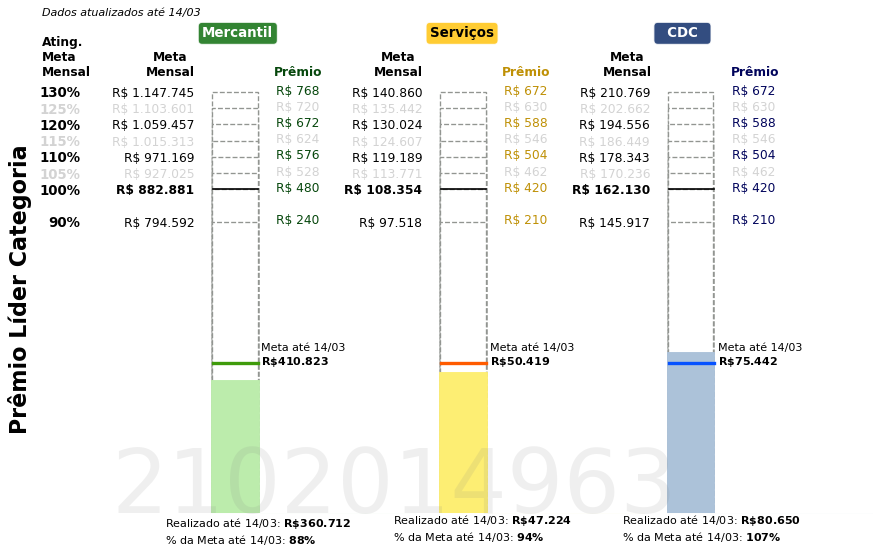 Dados atualizados até 14/03
Mercantil Serviços CDC
Ating.
Meta Meta Meta Meta
Mensal Mensal Prêmio Mensal Prêmio Mensal Prêmio
130% R$ 1.147.745 R$ 768 R$ 140.860 R$ 672 R$ 210.769 R$ 672
125% R$ 1.103.601 R$ 720 R$ 135.442 R$ 630 R$ 202.662 R$ 630
120% R$ 1.059.457 R$ 672 R$ 130.024 R$ 588 R$ 194.556 R$ 588
115% R$ 1.015.313 R$ 624 R$ 124.607 R$ 546 R$ 186.449 R$ 546
110% R$ 971.169 R$ 576 R$ 119.189 R$ 504 R$ 178.343 R$ 504
105% R$ 927.025 R$ 528 R$ 113.771 R$ 462 R$ 170.236 R$ 462
100% R$ 882.881 R$ 480 R$ 108.354 R$ 420 R$ 162.130 R$ 420
90% R$ 794.592 R$ 240 R$ 97.518 R$ 210 R$ 145.917 R$ 210
Prêmio Líder Categoria
Meta até 14/03 Meta até 14/03 Meta até 14/03
R$410.823 R$50.419 R$75.442
2102014963
Realizado até 14/03: R$360.712 Realizado até 14/03: R$47.224 Realizado até 14/03: R$80.650
% da Meta até 14/03: 88% % da Meta até 14/03: 94% % da Meta até 14/03: 107%